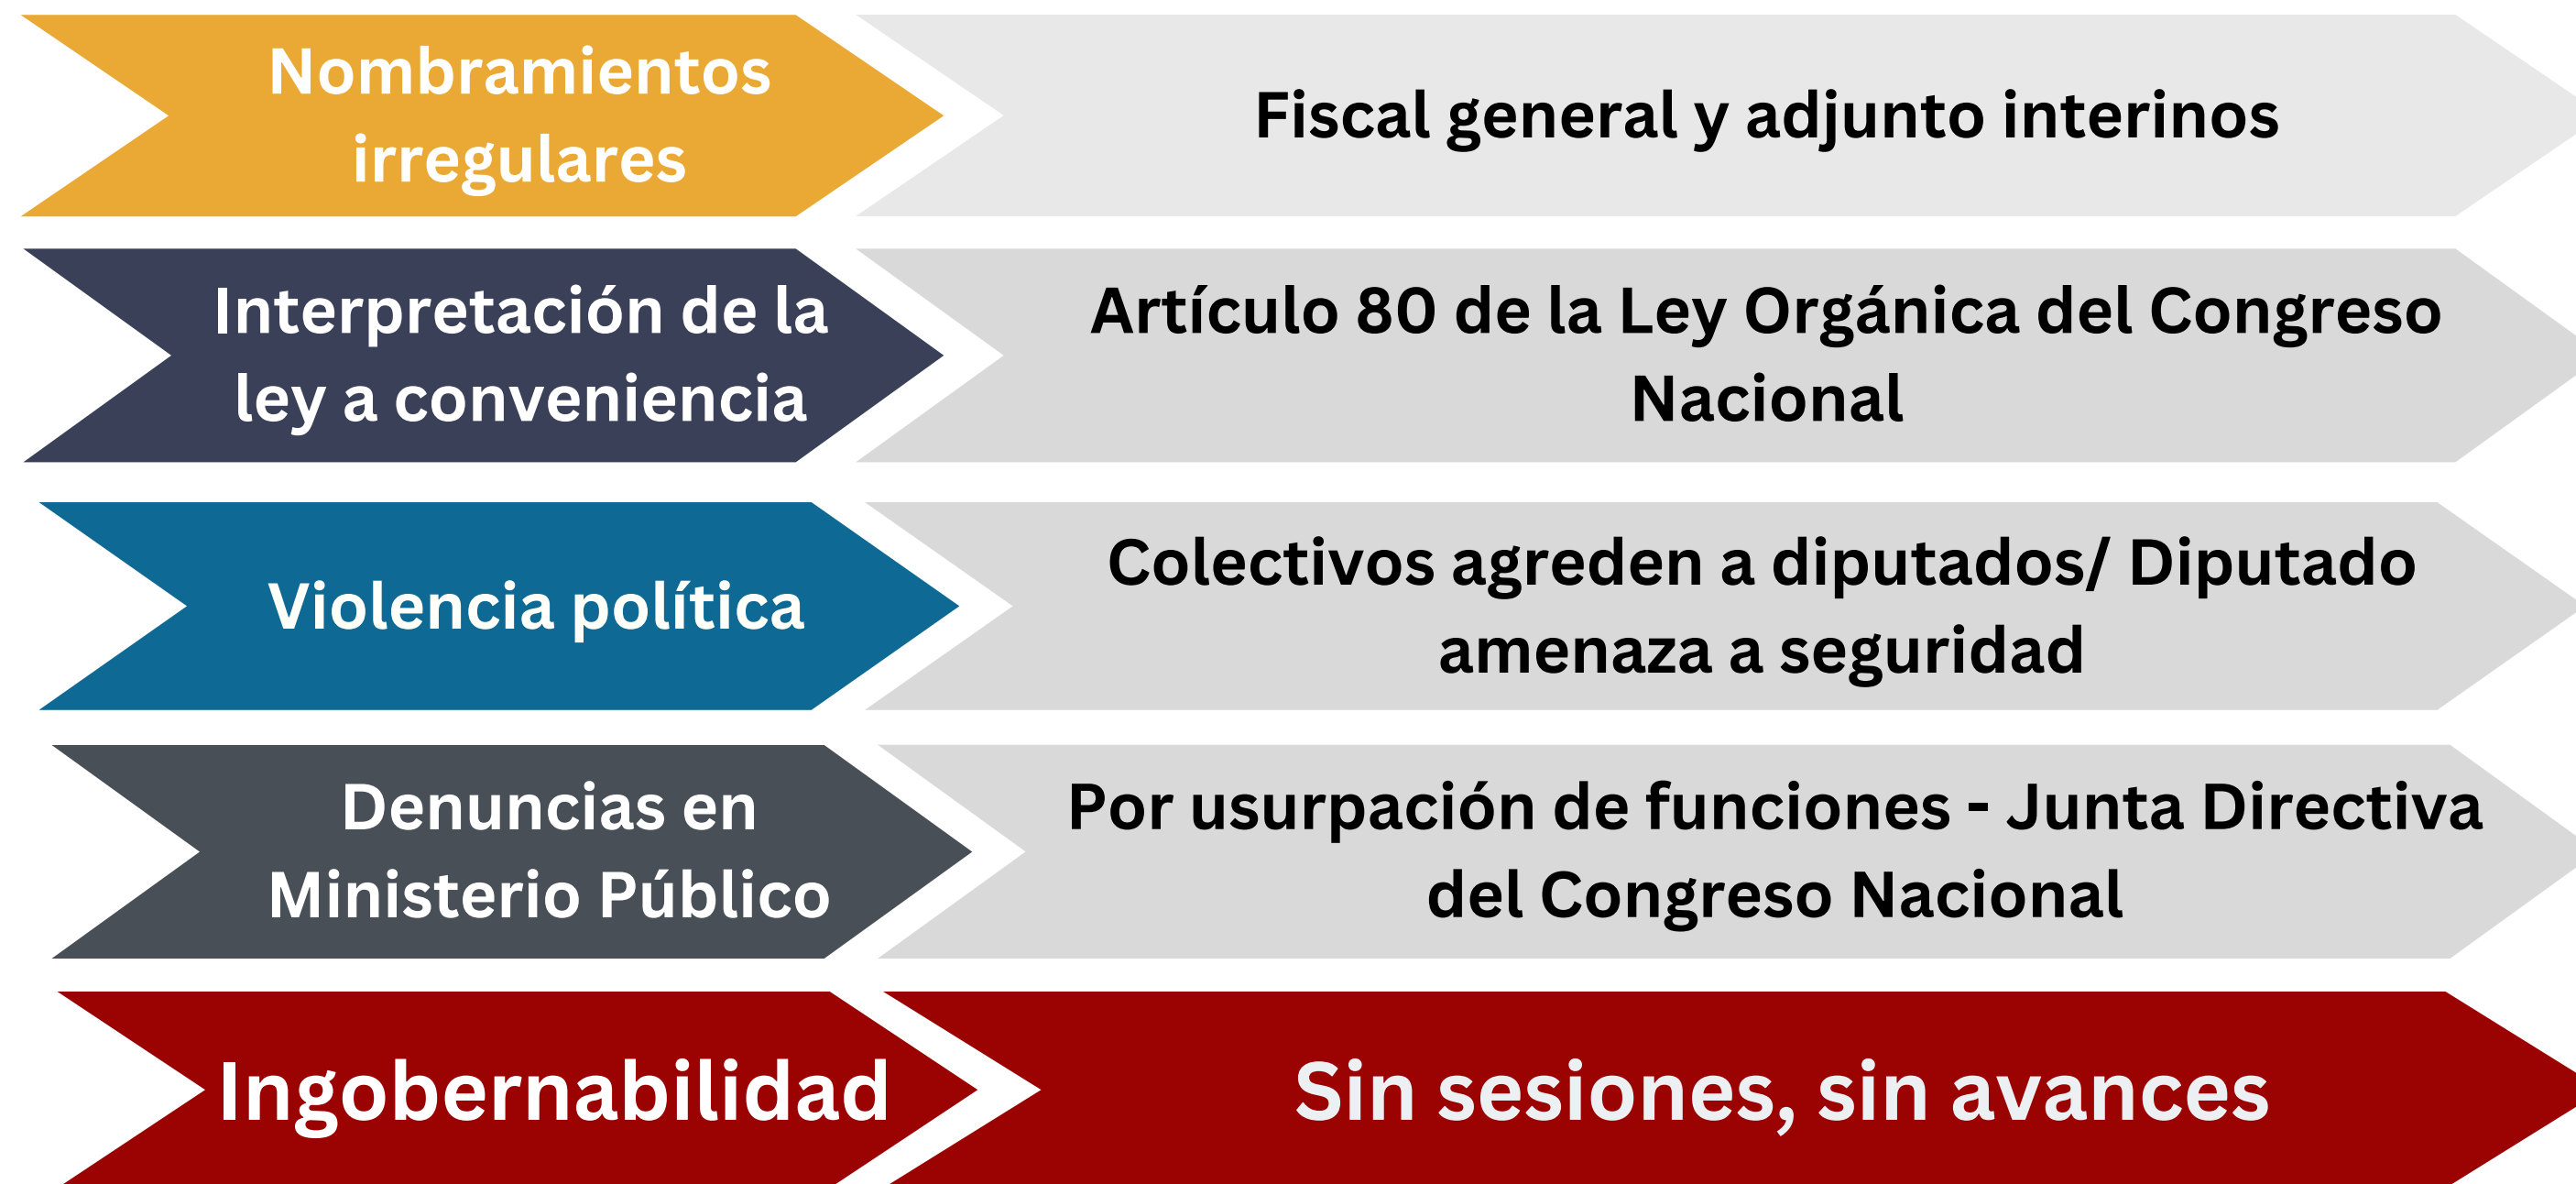 Nombramientos
irregulares
Fiscal general y adjunto interinos
Interpretación de la
ley a conveniencia
Artículo 80 de la Ley Orgánica del Congreso
Nacional
Violencia política
Colectivos agreden a diputados/ Diputado
amenaza a seguridad
Denuncias en
Ministerio Público
Por usurpación de funciones - Junta Directiva
del Congreso Nacional
Ingobernabilidad
Sin sesiones, sin avances